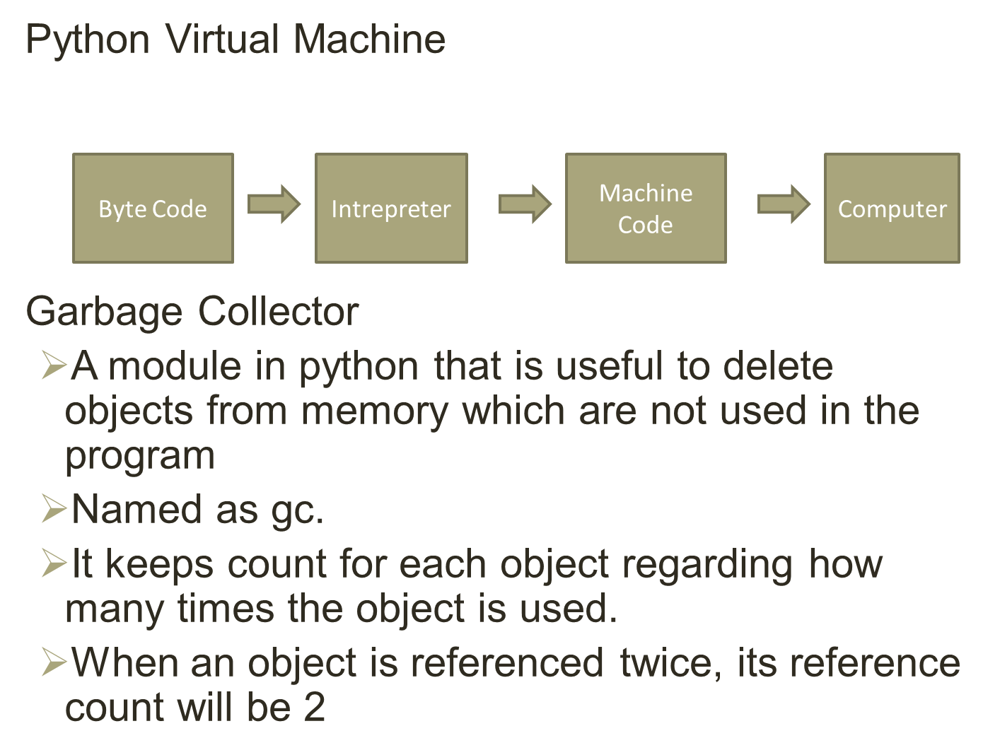 Python Virtual Machine
Byte Code
Intrepreter
Machine
Code
Computer
Garbage Collector
A module in python that is useful to delete
objects from memory which are not used in the
program
Named as gc.
It keeps count for each object regarding how
many times the object is used.
When an object is referenced twice, its reference
count will be 2